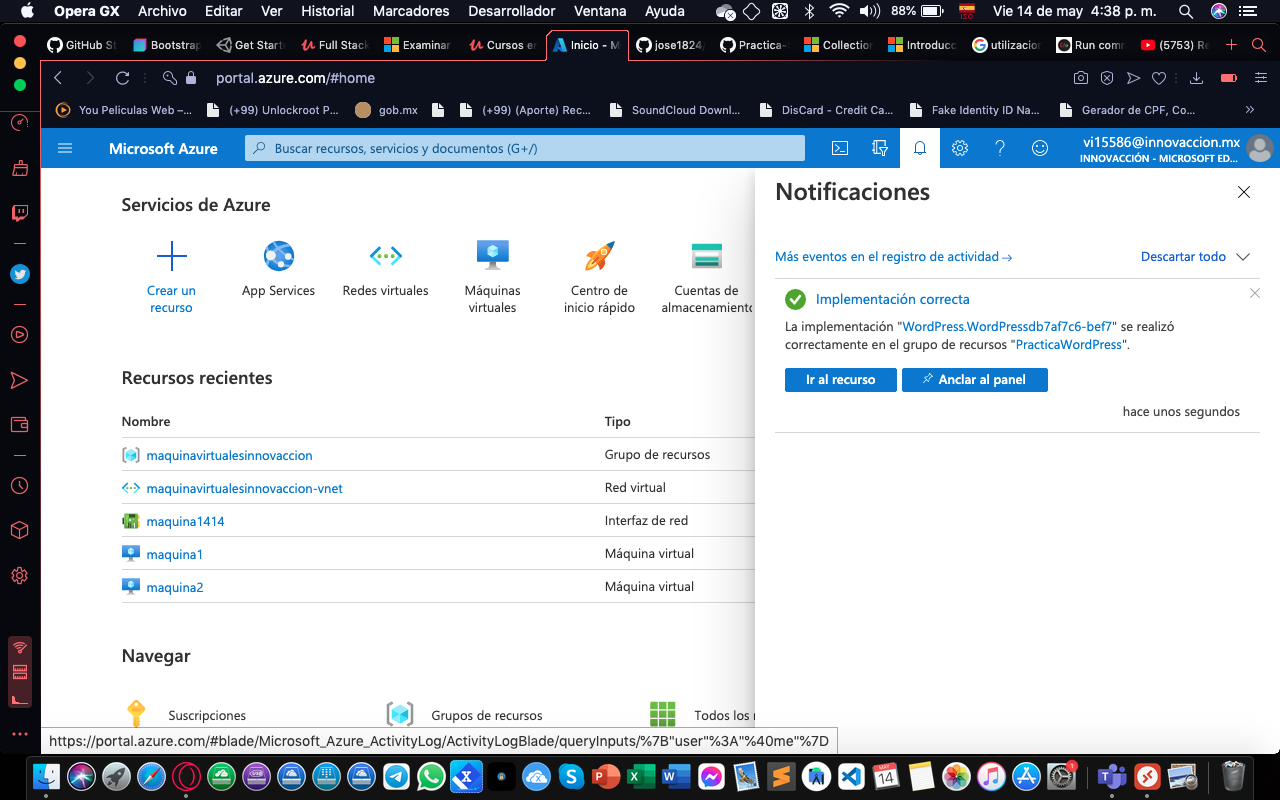 Opera GX Archivo Editar Ver Historial Marcadores Desarrollador Ventana Ayuda 88% ISO Vie 14 de may 4:38 p. m.
GitHub St Bootstrap Get Starte Full Stack Examinar Cursos en Inicio - M jose1824/ Practica- Collection Introducc utilizacion Run comm (5753) Re
portal.azure.com/#home
You Peliculas Web –... (+99) Unlockroot P... gob.mx (+99) (Aporte) Rec... SoundCloud Downl... DisCard - Credit Ca... Fake Identity ID Na... Gerador de CPF, Co... »
Microsoft Azure
Buscar recursos, servicios y documentos (G+/)
vi15586@innovaccion.mx
INNOVACCIÓN - MICROSOFT ED...
Servicios de Azure
Crear un recurso
App Services
Redes virtuales
Máquinas virtuales
Centro de inicio rápido
Cuentas de almacenamiento
Recursos recientes
Nombre Tipo
maquinavirtualesinnovaccion Grupo de recursos
maquinavirtualesinnovaccion-vnet Red virtual
maquina1414 Interfaz de red
maquina1 Máquina virtual
maquina2 Máquina virtual
Navegar
Suscripciones Grupos de recursos Todos los
Notificaciones
Más eventos en el registro de actividad → Descartar todo
Implementación correcta
La implementación "WordPress.WordPressdb7af7c6-bef7" se realizó
correctamente en el grupo de recursos "PracticaWordPress".
Ir al recurso Anclar al panel
hace unos segundos
https://portal.azure.com/#blade/Microsoft_Azure_ActivityLog/ActivityLogBlade/queryInputs/%7B"user"%3A"%40me"%7D
MAY
14
1